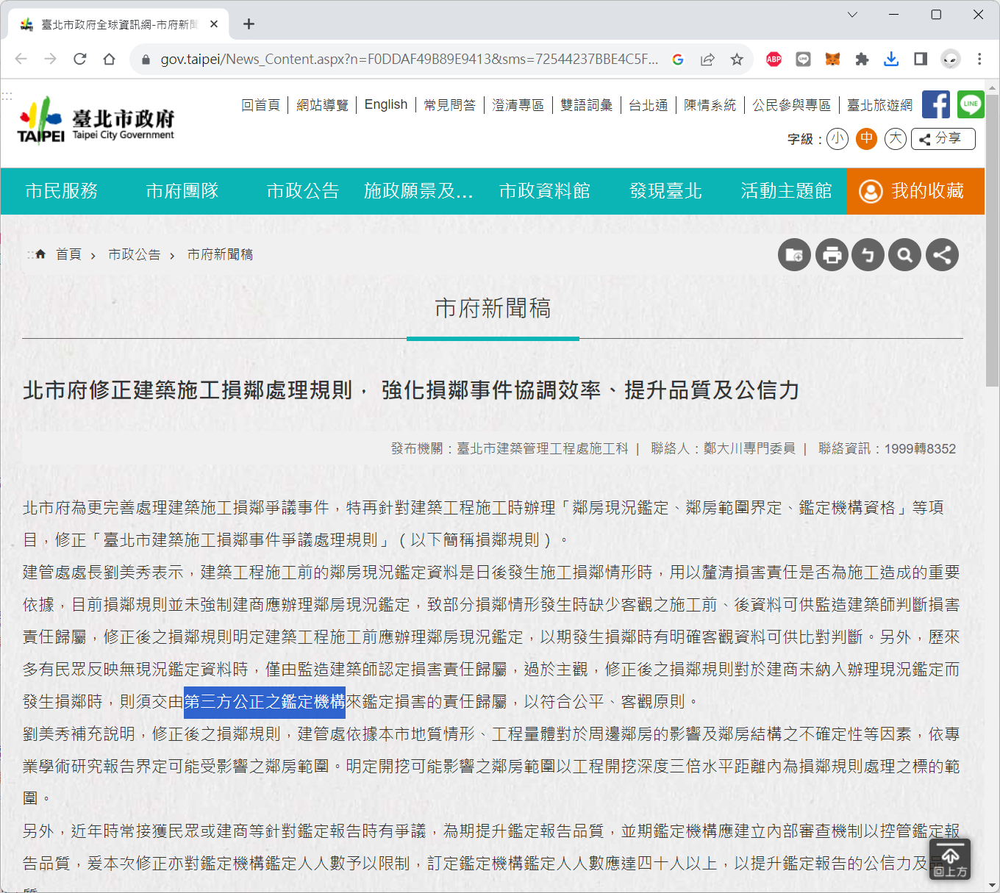 臺北市政府全球資訊網-市府新聞
gov.taipei/News_Content.aspx?n=F0DDAF49B89E9413&sms=72544237BBE4C5F...
ABP
TAIPEI 臺北市政府
Taipei City Government
回首頁 網站導覽 English 常見問答 澄清專區 雙語詞彙 台北通 陳情系統 公民參與專區 臺北旅遊網
LINE
字級：小 中 大 分享
市民服務 市府團隊 市政公告 施政願景及... 市政資料館 發現臺北 活動主題館 我的收藏
首頁 › 市政公告 › 市府新聞稿
市府新聞稿
北市府修正建築施工損鄰處理規則， 強化損鄰事件協調效率、提升品質及公信力
發布機關：臺北市建築管理工程處施工科 | 聯絡人：鄭大川專門委員 | 聯絡資訊：1999轉8352
北市府為更完善處理建築施工損鄰爭議事件，特再針對建築工程施工時辦理「鄰房現況鑑定、鄰房範圍界定、鑑定機構資格」等項
目，修正「臺北市建築施工損鄰事件爭議處理規則」（以下簡稱損鄰規則）。
建管處處長劉美秀表示，建築工程施工前的鄰房現況鑑定資料是日後發生施工損鄰情形時，用以釐清損害責任是否為施工造成的重要
依據，目前損鄰規則並未強制建商應辦理鄰房現況鑑定，致部分損鄰情形發生時缺少客觀之施工前、後資料可供監造建築師判斷損害
責任歸屬，修正後之損鄰規則明定建築工程施工前應辦理鄰房現況鑑定，以期發生損鄰時有明確客觀資料可供比對判斷。另外，歷來
多有民眾反映無現況鑑定資料時，僅由監造建築師認定損害責任歸屬，過於主觀，修正後之損鄰規則對於建商未納入辦理現況鑑定而
發生損鄰時，則須交由第三方公正之鑑定機構來鑑定損害的責任歸屬，以符合公平、客觀原則。
劉美秀補充說明，修正後之損鄰規則，建管處依據本市地質情形、工程量體對於周邊鄰房的影響及鄰房結構之不確定性等因素，依專
業學術研究報告界定可能受影響之鄰房範圍。明定開挖可能影響之鄰房範圍以工程開挖深度三倍水平距離內為損鄰規則處理之標的範
圍。
另外，近年時常接獲民眾或建商等針對鑑定報告時有爭議，為期提升鑑定報告品質，並期鑑定機構應建立內部審查機制以控管鑑定報
告品質，爰本次修正亦對鑑定機構鑑定人人數予以限制，訂定鑑定機構鑑定人人數應達四十人以上，以提升鑑定報告的公信力及品
回上方